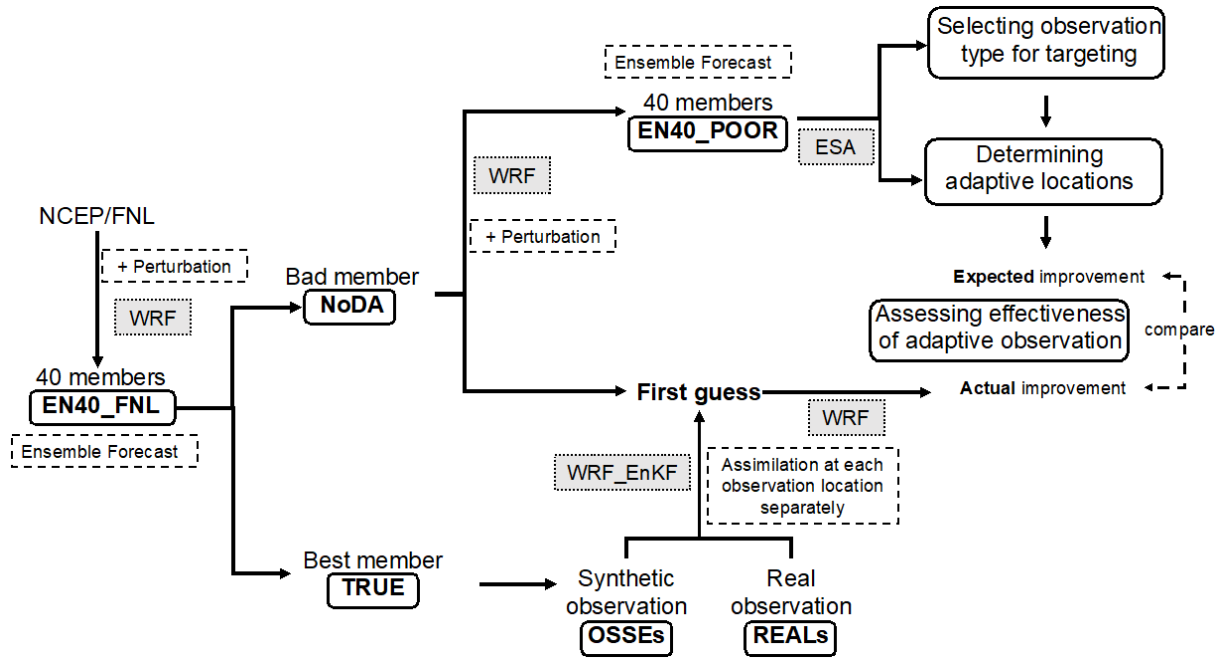 NCEP/FNL
+ Perturbation
WRF
40 members
EN40_FNL
Ensemble Forecast
Bad member
NoDA
Best member
TRUE
WRF
+ Perturbation
Ensemble Forecast
40 members
EN40_POOR
ESA
Selecting observation
type for targeting
Determining
adaptive locations
Expected improvement
Assessing effectiveness
of adaptive observation
compare
Actual improvement
First guess
WRF
WRF_EnKF
Assimilation at each
observation location
separately
Synthetic
observation
OSSEs
Real
observation
REALs